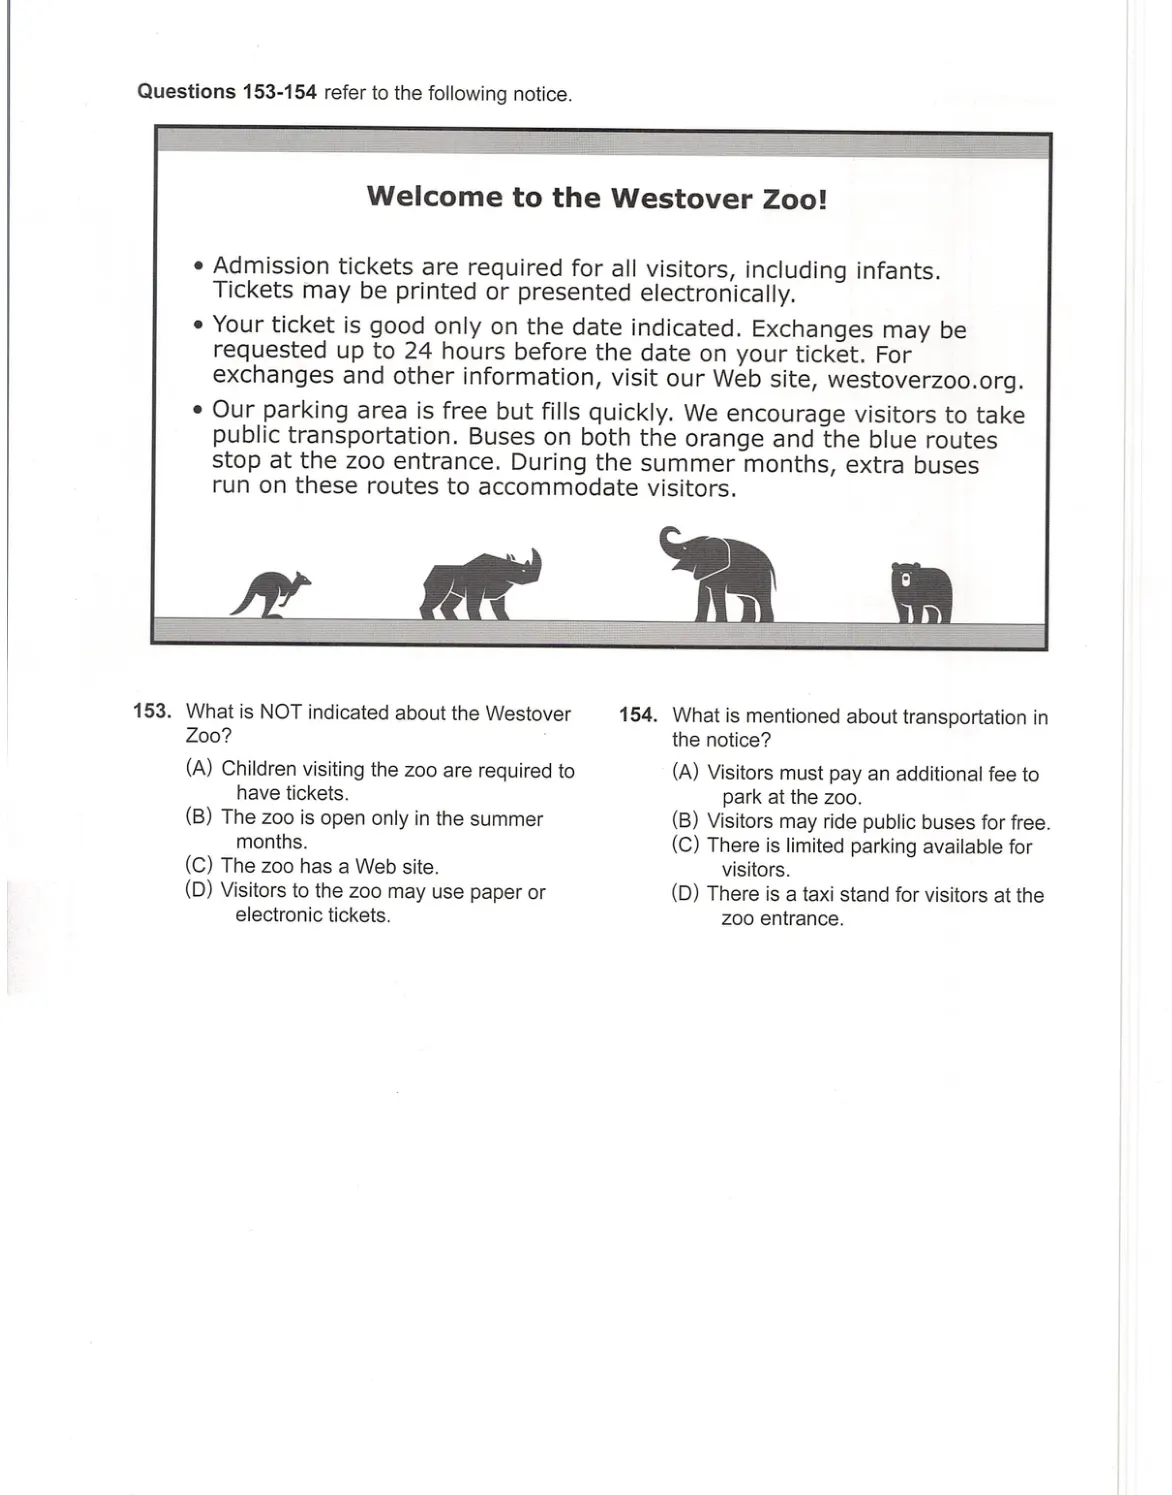 Questions 153-154 refer to the following notice.
Welcome to the Westover Zoo!
• Admission tickets are required for all visitors, including infants.
Tickets may be printed or presented electronically.
• Your ticket is good only on the date indicated. Exchanges may be
requested up to 24 hours before the date on your ticket. For
exchanges and other information, visit our Web site, westoverzoo.org.
• Our parking area is free but fills quickly. We encourage visitors to take
public transportation. Buses on both the orange and the blue routes
stop at the zoo entrance. During the summer months, extra buses
run on these routes to accommodate visitors.
153. What is NOT indicated about the Westover
Zoo?
(A) Children visiting the zoo are required to
have tickets.
(B) The zoo is open only in the summer
months.
(C) The zoo has a Web site.
(D) Visitors to the zoo may use paper or
electronic tickets.
154. What is mentioned about transportation in
the notice?
(A) Visitors must pay an additional fee to
park at the zoo.
(B) Visitors may ride public buses for free.
(C) There is limited parking available for
visitors.
(D) There is a taxi stand for visitors at the
zoo entrance.